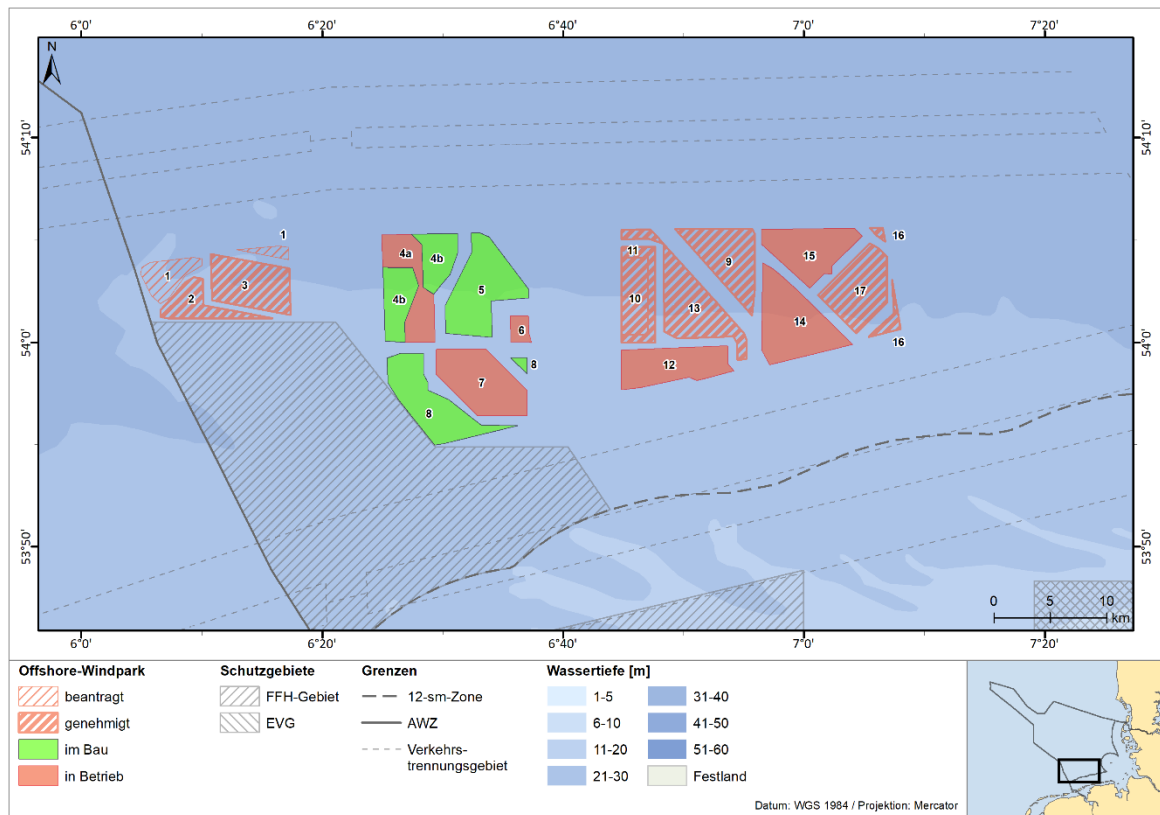 6°0' 6°20' 6°40' 7°0' 7°20'
N
54°10' 54°10'
1
1
2
3
4a
4b
4b
5
6
7
8
8
9
10
11
12
13
14
15
16
16
17
54°0' 54°0'
53°50' 53°50'
0 5 10
km
6°0' 6°20' 6°40' 7°0' 7°20'
Offshore-Windpark
beantragt
genehmigt
im Bau
in Betrieb
Schutzgebiete
FFH-Gebiet
EVG
Grenzen
12-sm-Zone
AWZ
Verkehrs-
trennungsgebiet
Wassertiefe [m]
1-5
6-10
11-20
21-30
31-40
41-50
51-60
Festland
Datum: WGS 1984 / Projektion: Mercator